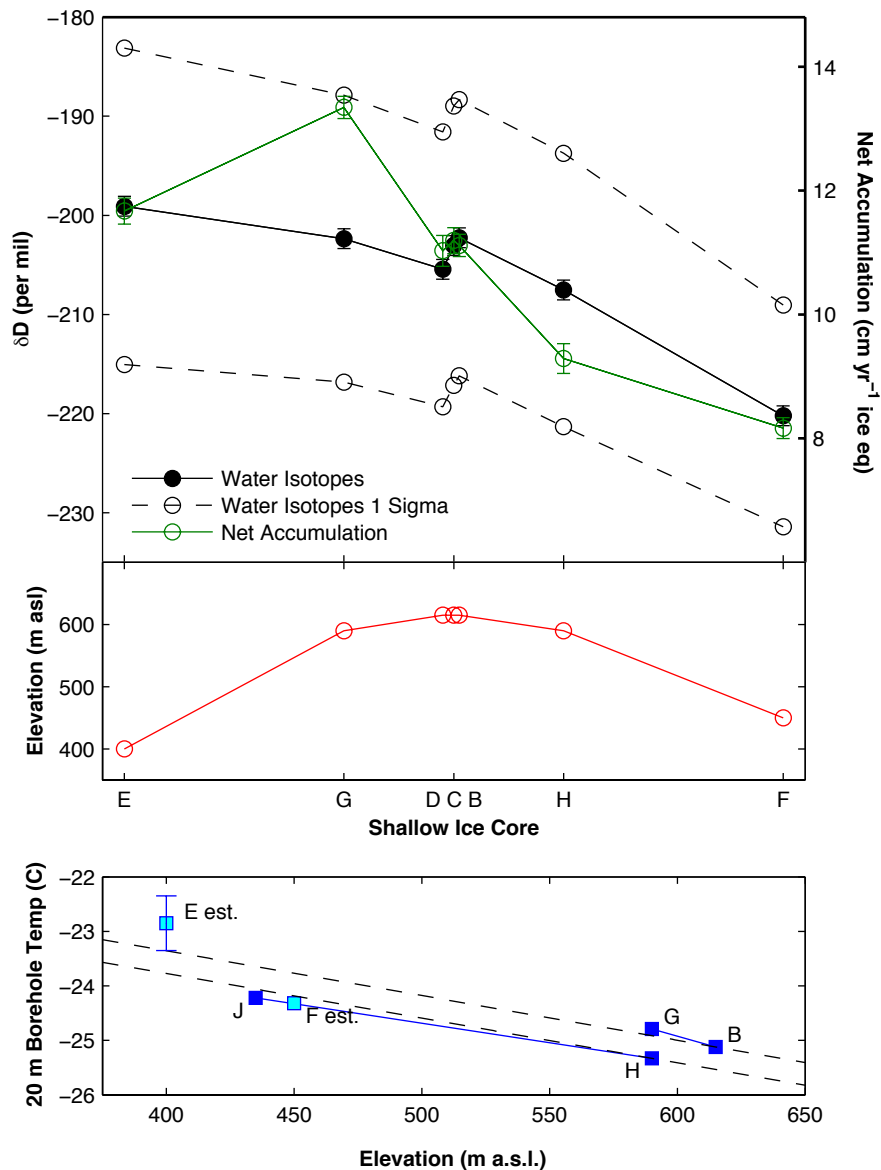 −180
−190
−200
−210
−220
−230
δD (per mil)
14
12
10
8
Net Accumulation (cm yr⁻¹ ice eq)
Water Isotopes
Water Isotopes 1 Sigma
Net Accumulation
600
500
400
Elevation (m asl)
E G D C B H F
Shallow Ice Core
−22
−23
−24
−25
−26
20 m Borehole Temp (C)
E est.
J
F est.
G
B
H
400 450 500 550 600 650
Elevation (m a.s.l.)